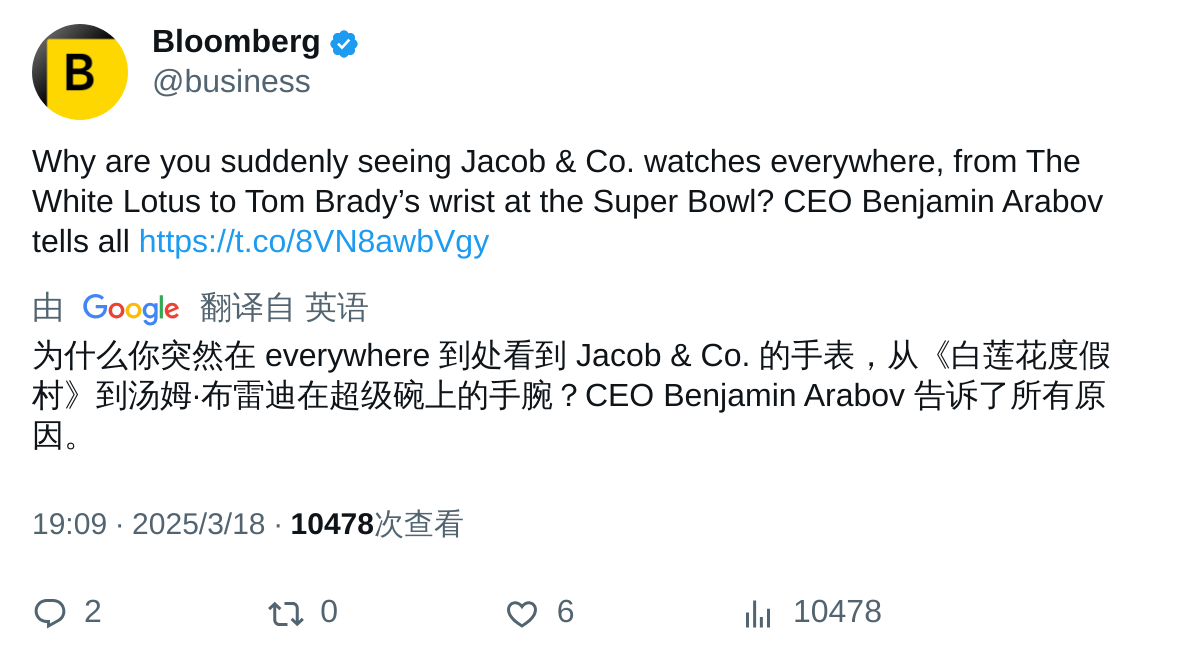 Bloomberg
@business
Why are you suddenly seeing Jacob & Co. watches everywhere, from The
White Lotus to Tom Brady’s wrist at the Super Bowl? CEO Benjamin Arabov
tells all https://t.co/8VN8awbVgy
由 Google 翻译自 英语
为什么你突然在 everywhere 到处看到 Jacob & Co. 的手表，从《白莲花度假
村》到汤姆·布雷迪在超级碗上的手腕？CEO Benjamin Arabov 告诉了所有原
因。
19:09 · 2025/3/18 · 10478次查看
2 0 6 10478